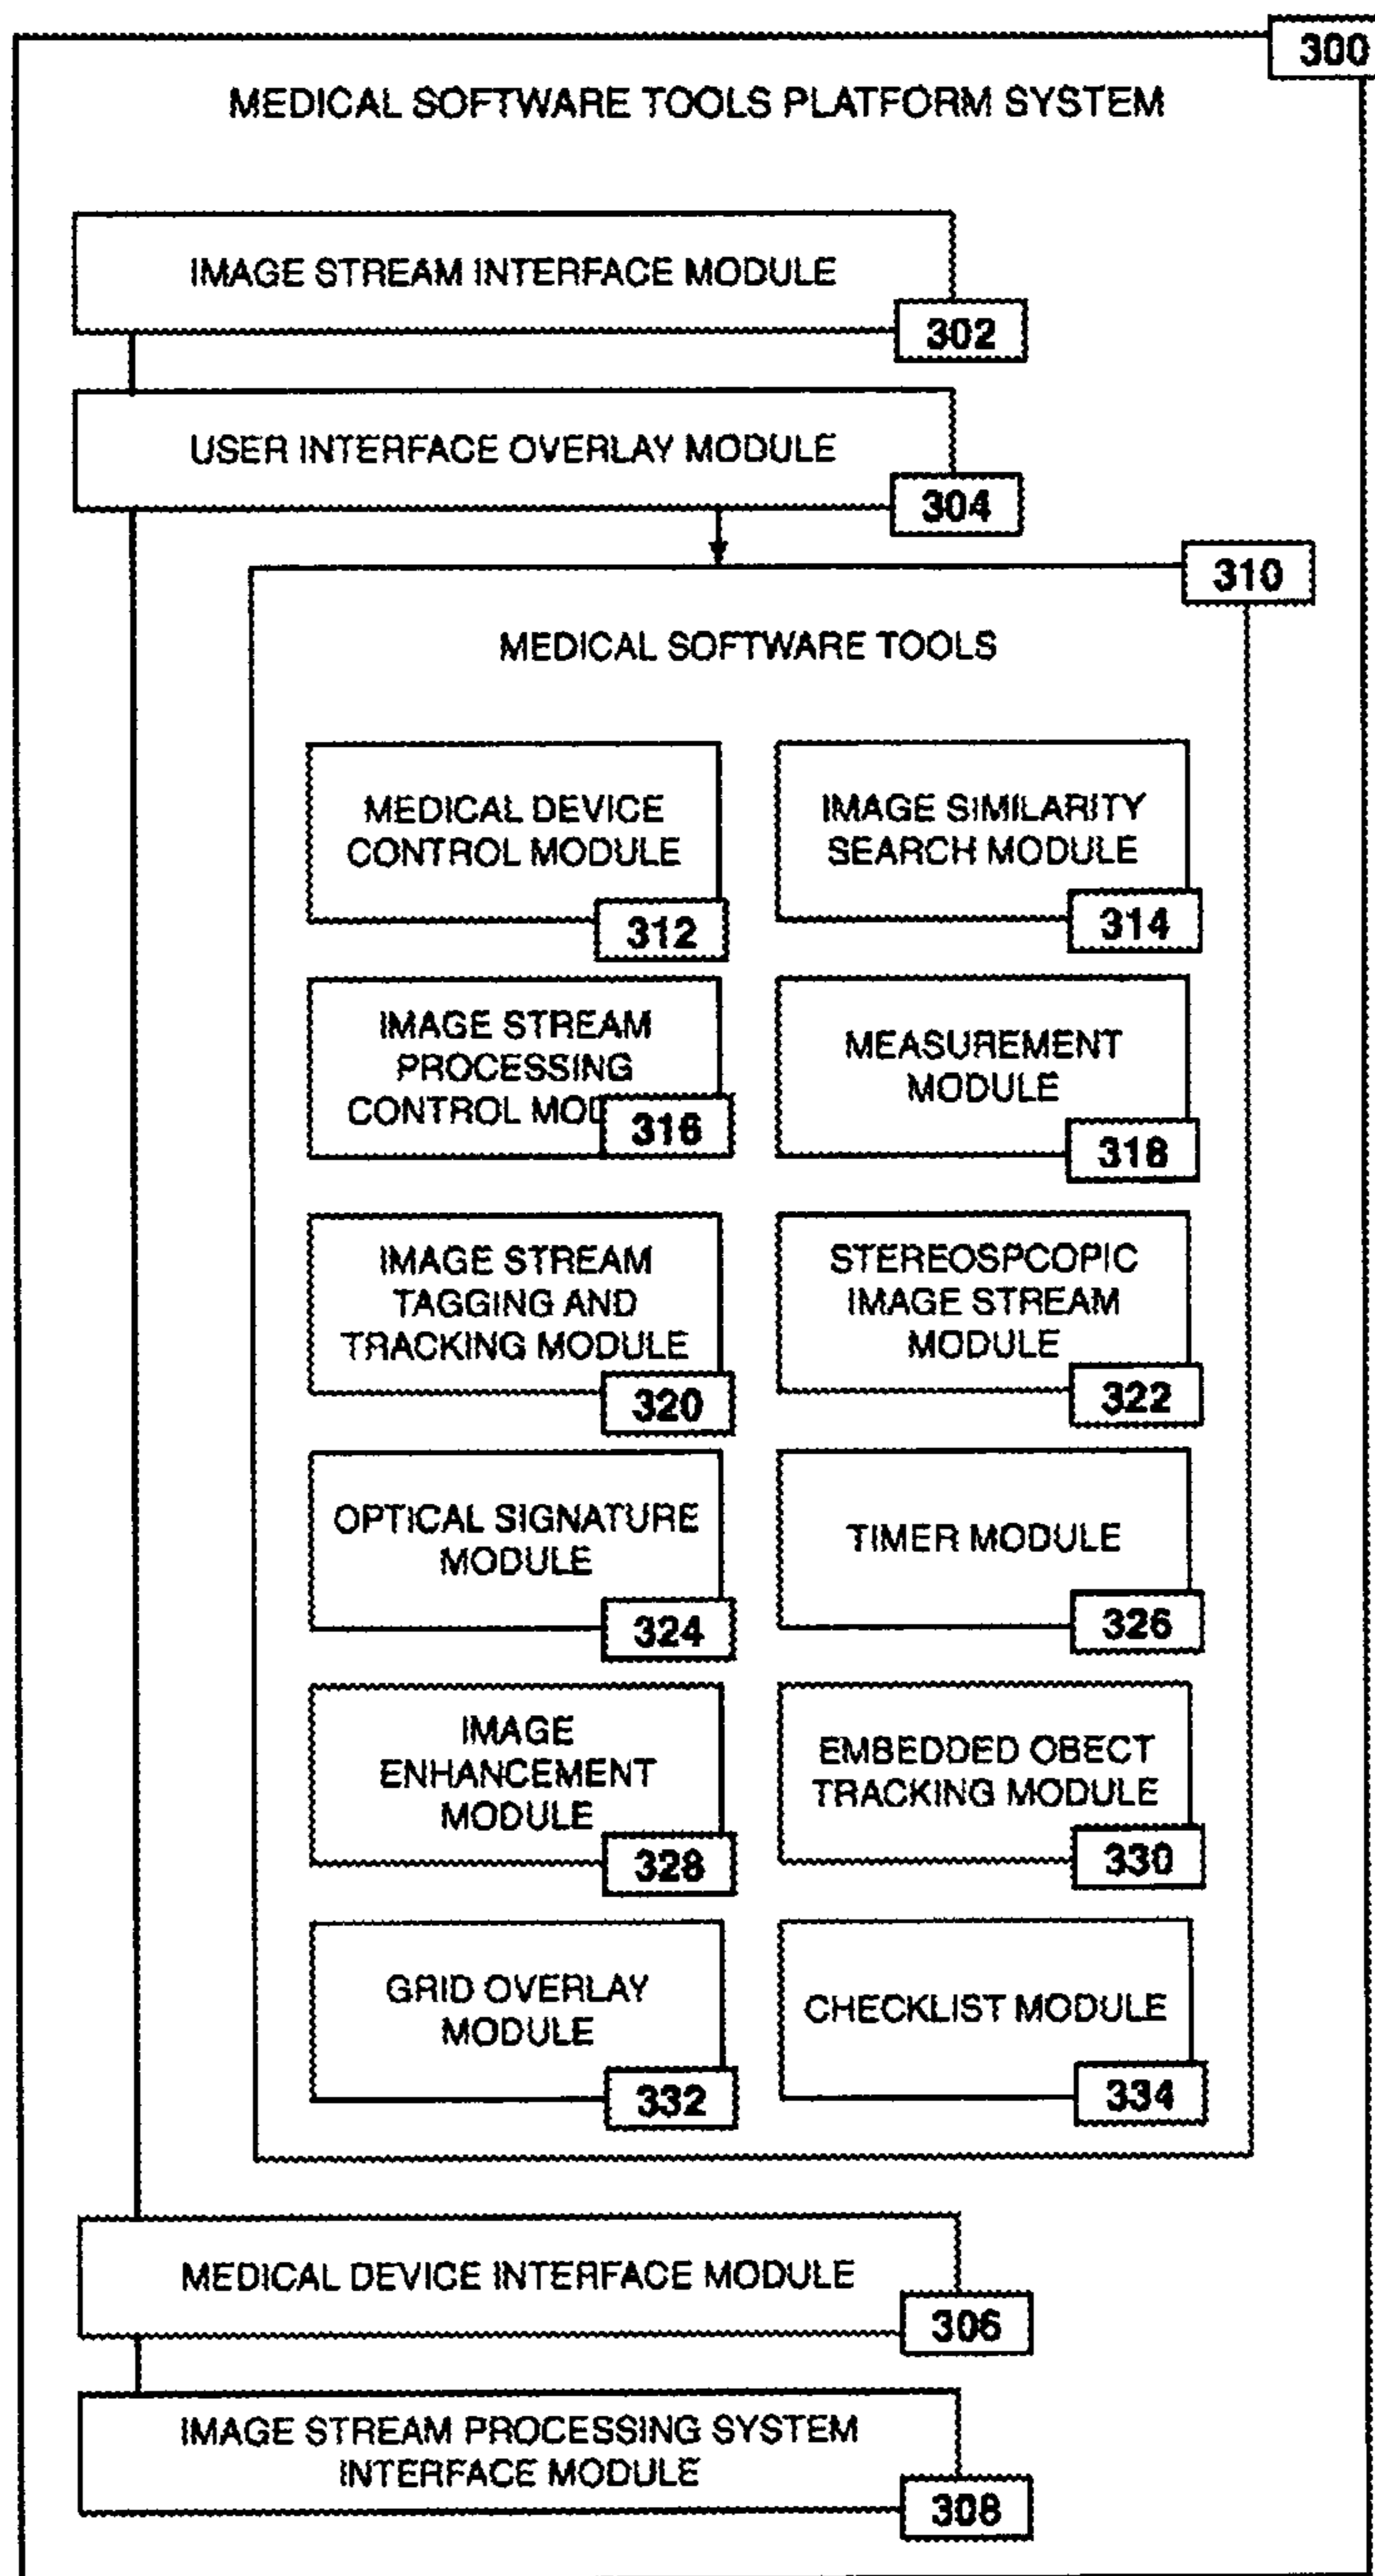 300
MEDICAL SOFTWARE TOOLS PLATFORM SYSTEM
IMAGE STREAM INTERFACE MODULE
302
USER INTERFACE OVERLAY MODULE
304
310
MEDICAL SOFTWARE TOOLS
MEDICAL DEVICE
CONTROL MODULE
312
IMAGE SIMILARITY
SEARCH MODULE
314
IMAGE STREAM
PROCESSING
CONTROL MOD
316
MEASUREMENT
MODULE
318
IMAGE STREAM
TAGGING AND
TRACKING MODULE
320
STEREOSPCOPIC
IMAGE STREAM
MODULE
322
OPTICAL SIGNATURE
MODULE
324
TIMER MODULE
326
IMAGE
ENHANCEMENT
MODULE
328
EMBEDDED OBECT
TRACKING MODULE
330
GRID OVERLAY
MODULE
332
CHECKLIST MODULE
334
MEDICAL DEVICE INTERFACE MODULE
306
IMAGE STREAM PROCESSING SYSTEM
INTERFACE MODULE
308